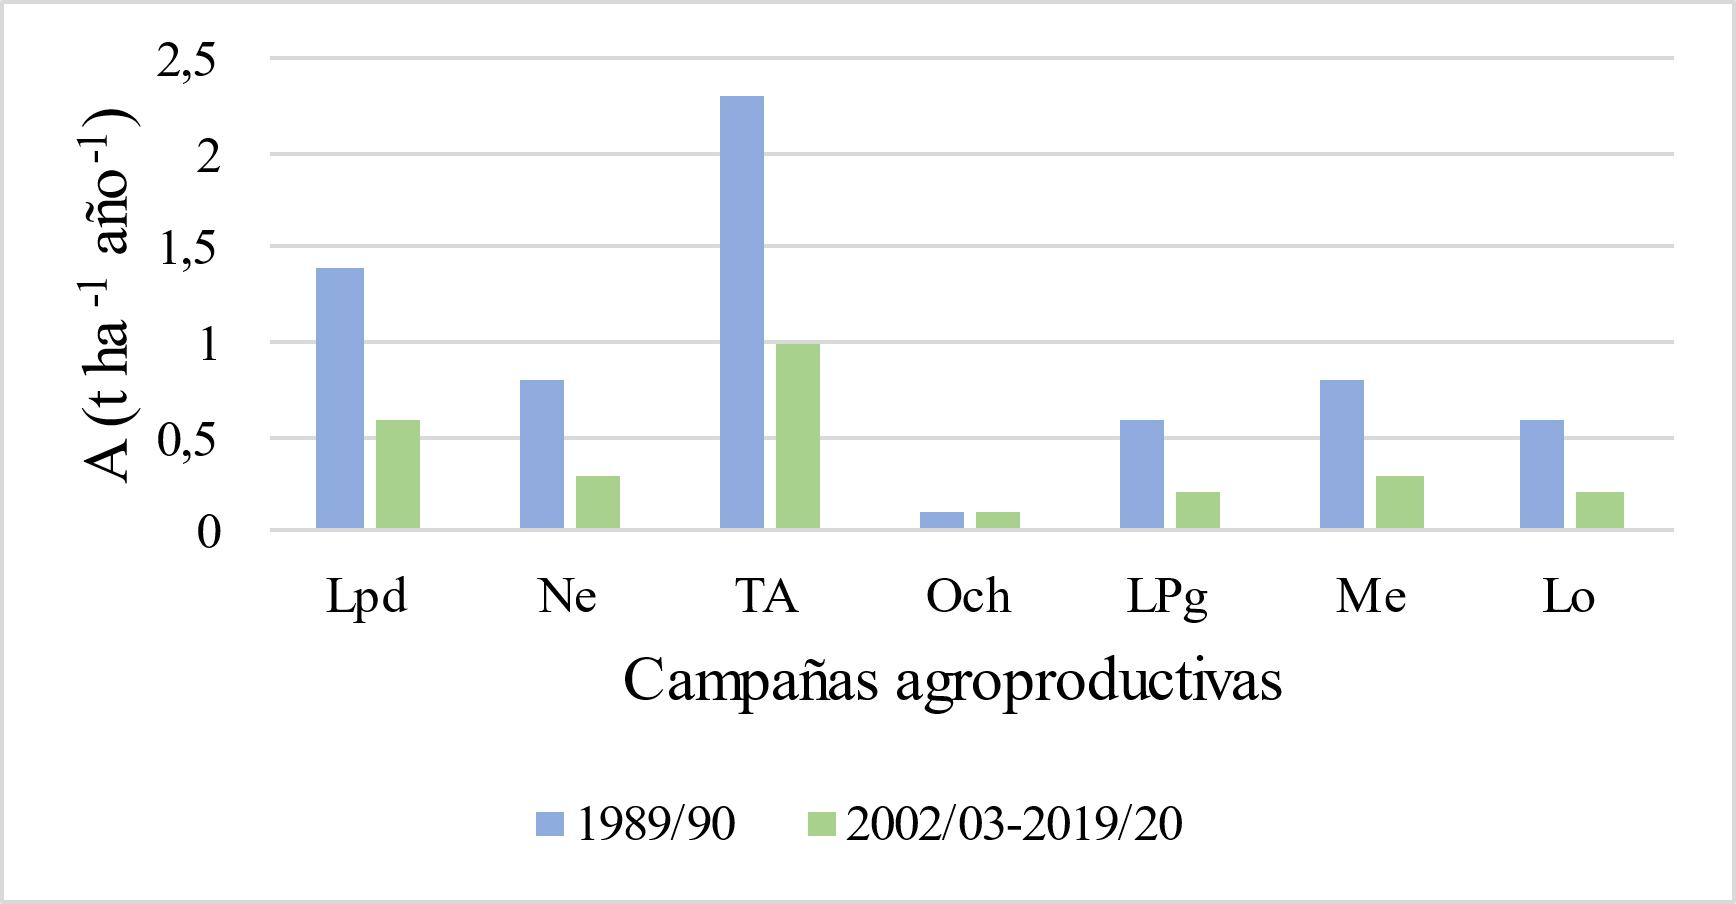 2,5
2
1,5
1
0,5
0
A (t ha -1 año-1)
Lpd Ne TA Och LPg Me Lo
Campañas agroproductivas
1989/90 2002/03-2019/20